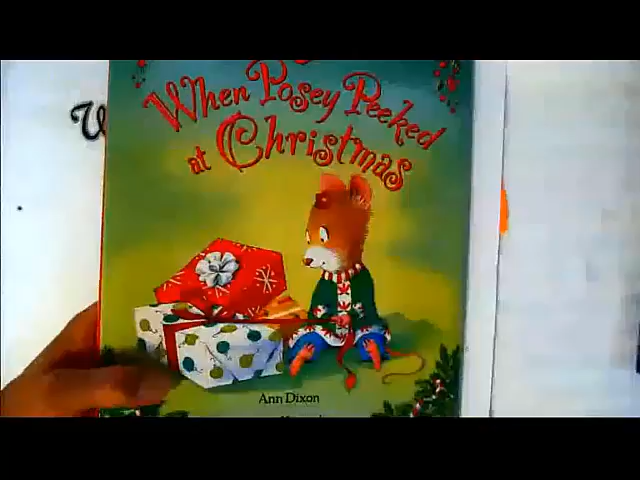 When Posey Peeked
at Christmas
Ann Dixon